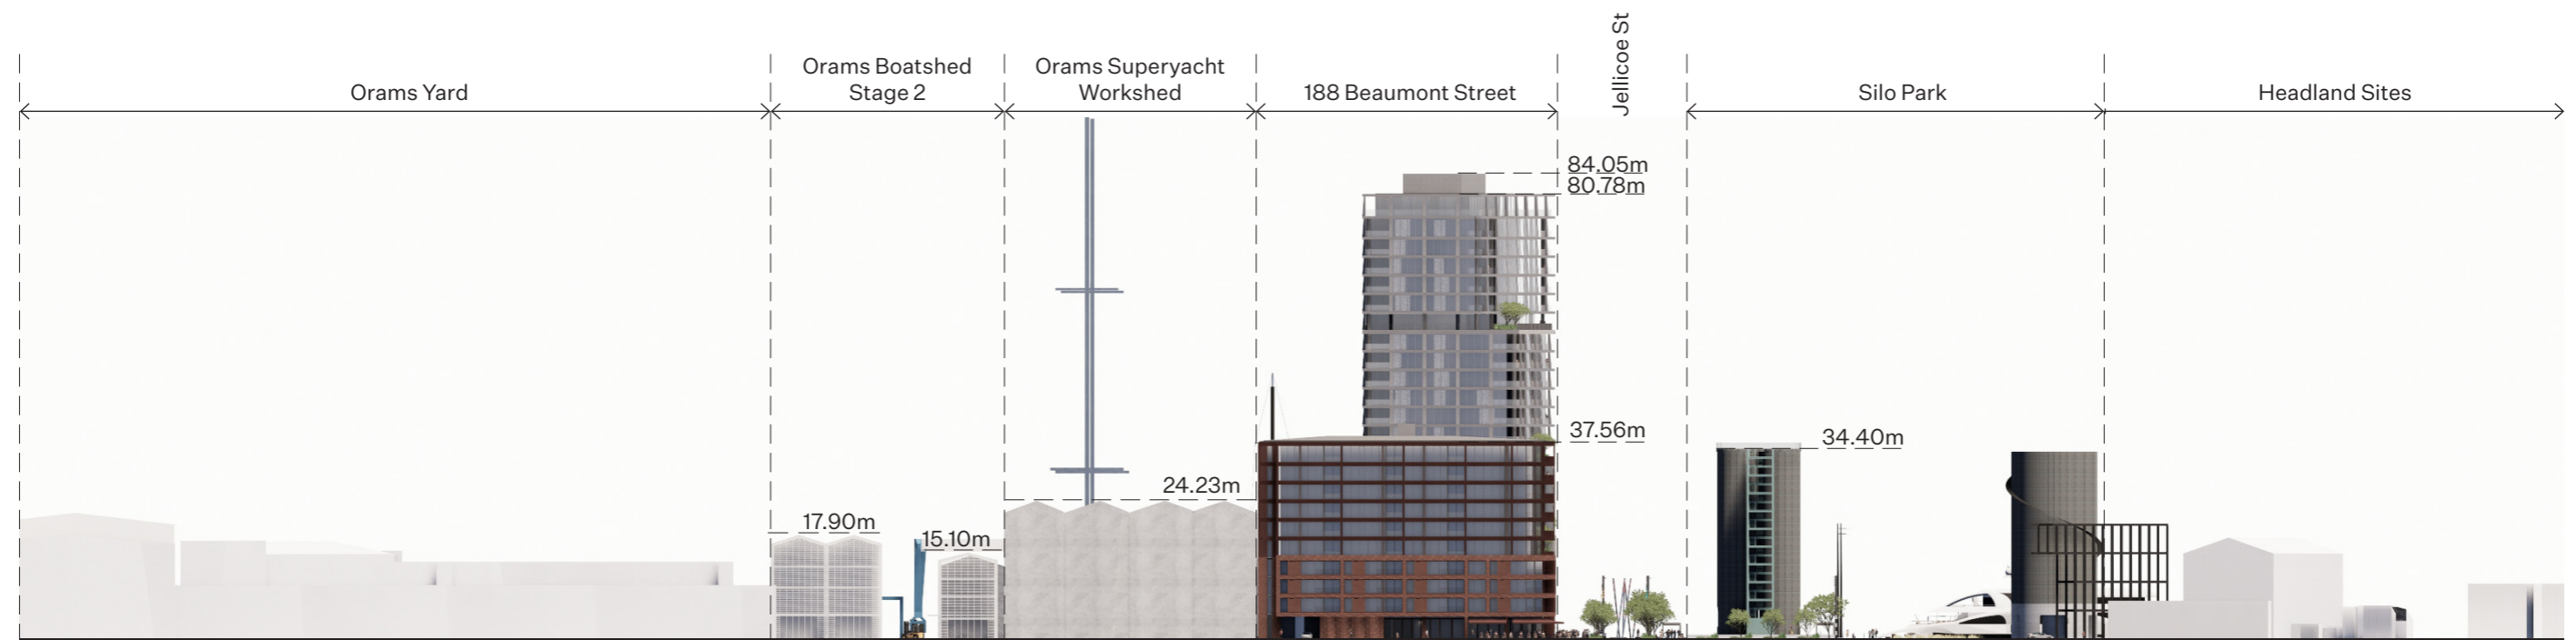 Orams Yard
Orams Boatshed
Stage 2
Orams Superyacht
Workshed
188 Beaumont Street
Jellicoe St
Silo Park
Headland Sites
84.05m
80.78m
37.56m
34.40m
24.23m
17.90m
15.10m